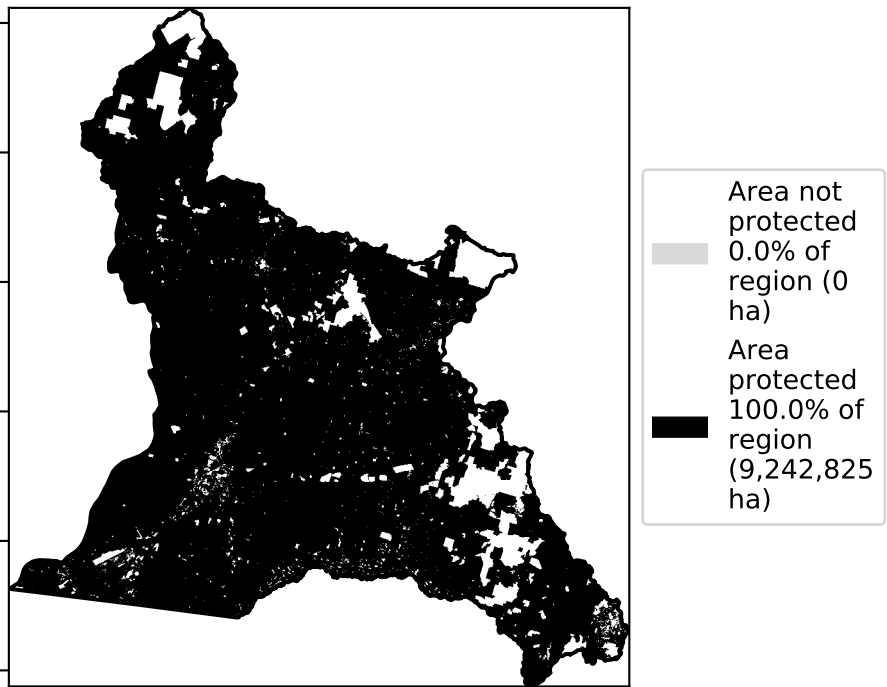 Area not
protected
0.0% of
region (0
ha)
Area
protected
100.0% of
region
(9,242,825
ha)